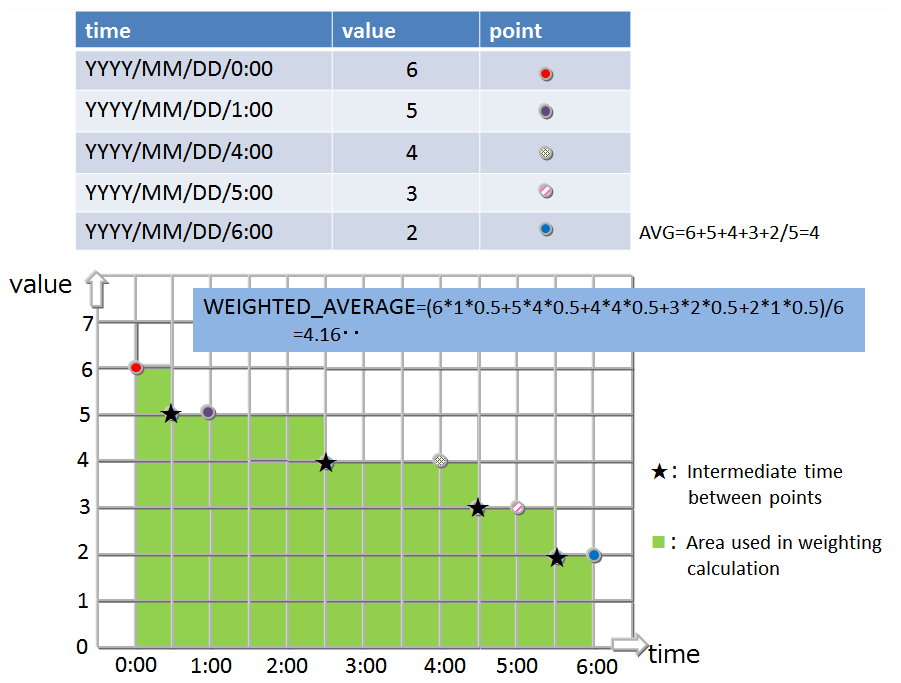 time value point
YYYY/MM/DD/0:00 6
YYYY/MM/DD/1:00 5
YYYY/MM/DD/4:00 4
YYYY/MM/DD/5:00 3
YYYY/MM/DD/6:00 2
AVG=6+5+4+3+2/5=4
value
WEIGHTED_AVERAGE=(6*1*0.5+5*4*0.5+4*4*0.5+3*2*0.5+2*1*0.5)/6
=4.16・・
7
6
5
4
3
2
1
0
★: Intermediate time
between points
: Area used in weighting
calculation
0:00 1:00 2:00 3:00 4:00 5:00 6:00
time